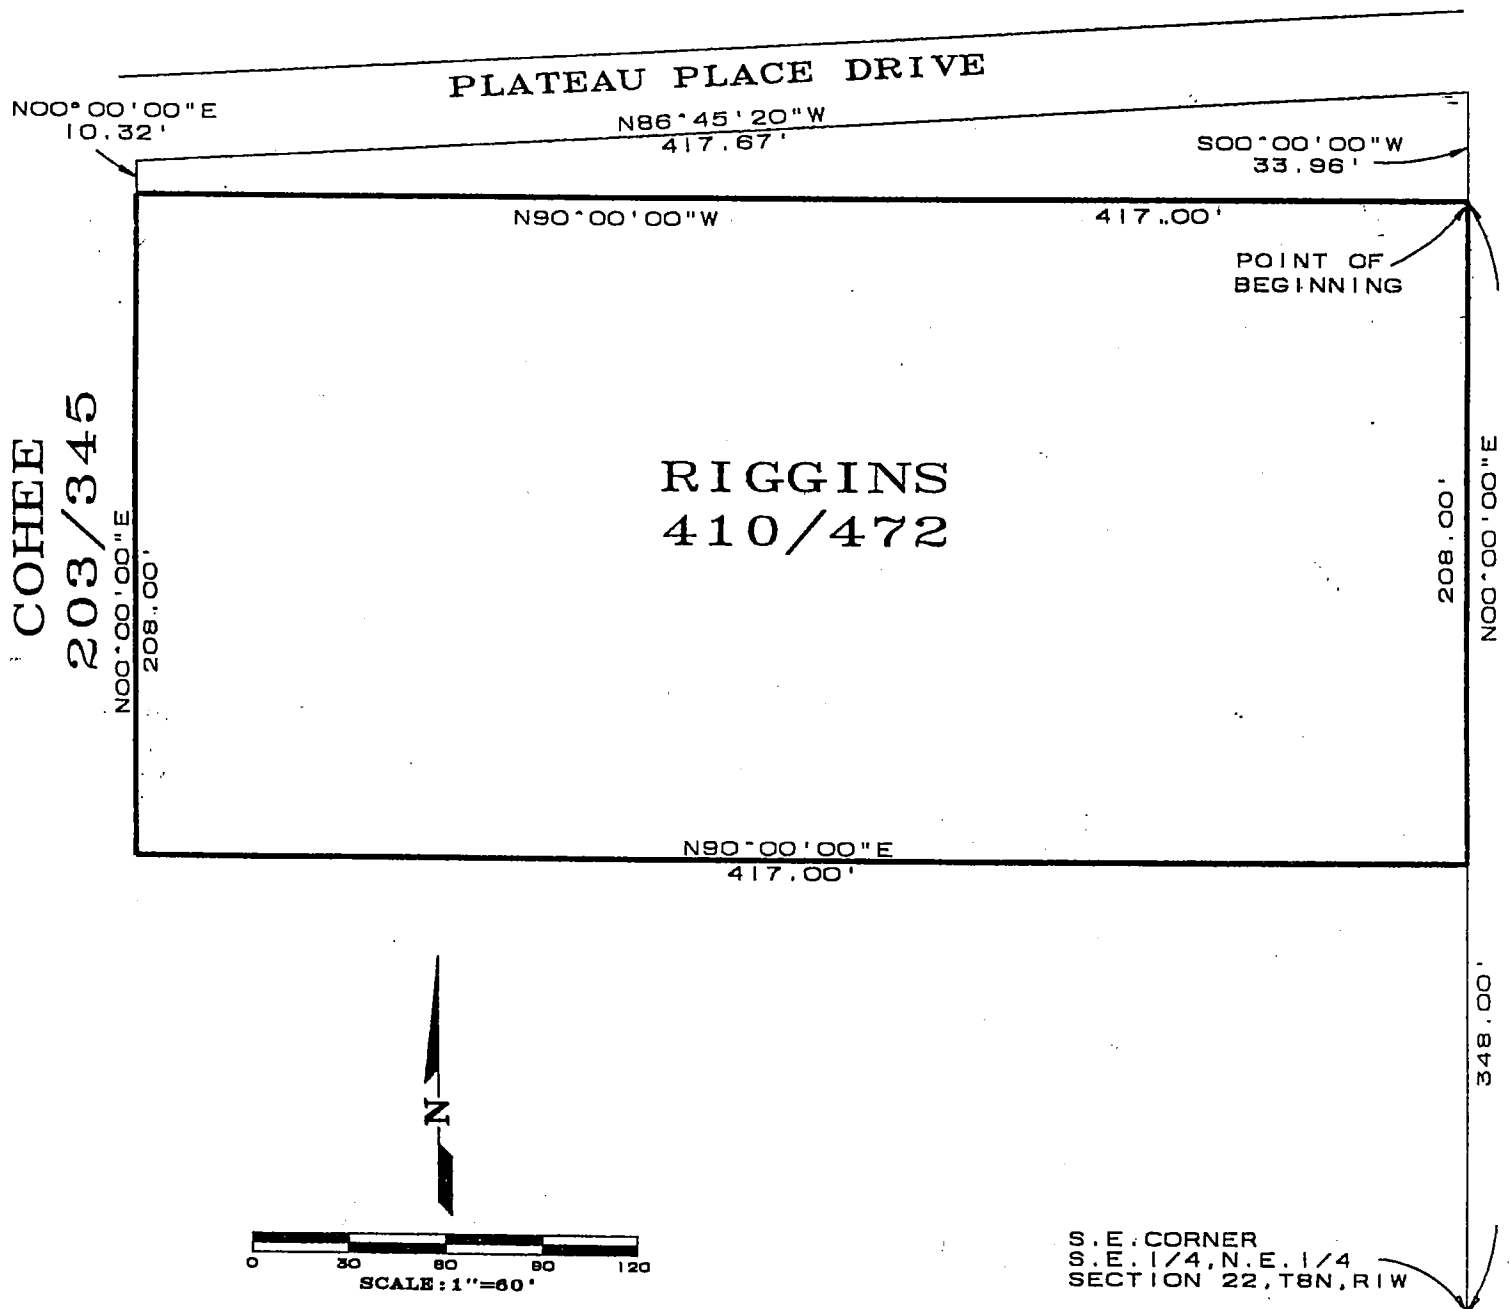 PLATEAU PLACE DRIVE
N00°00'00"E
10.32'
N86°45'20"W
417.67'
S00°00'00"W
33.96'
N90°00'00"W
417.00'
POINT OF
BEGINNING
COHEE
203/345
N00°00'00"E
208.00'
RIGGINS
410/472
208.00'
N00°00'00"E
N90°00'00"E
417.00'
348.00'
N
0 30 60 90 120
SCALE:1"=60'
S.E.CORNER
S.E.1/4,N.E.1/4
SECTION 22,T8N,R1W